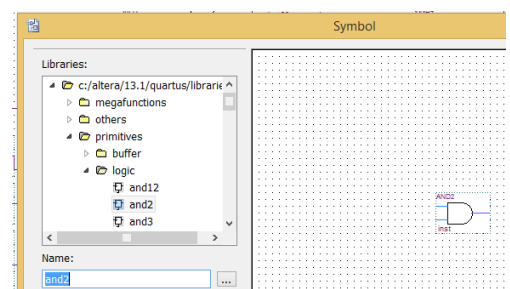 Symbol
Libraries:
c:/altera/13.1/quartus/librarie
megafunctions
others
primitives
buffer
logic
and12
and2
and3
Name:
and2
...
AND2
inst